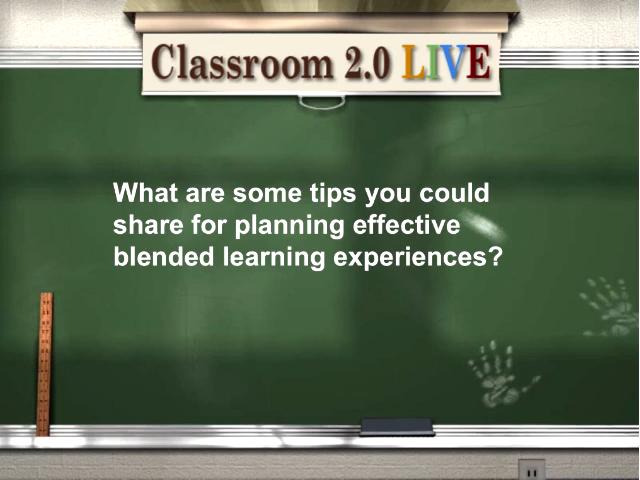 Classroom 2.0 LIVE
What are some tips you could
share for planning effective
blended learning experiences?